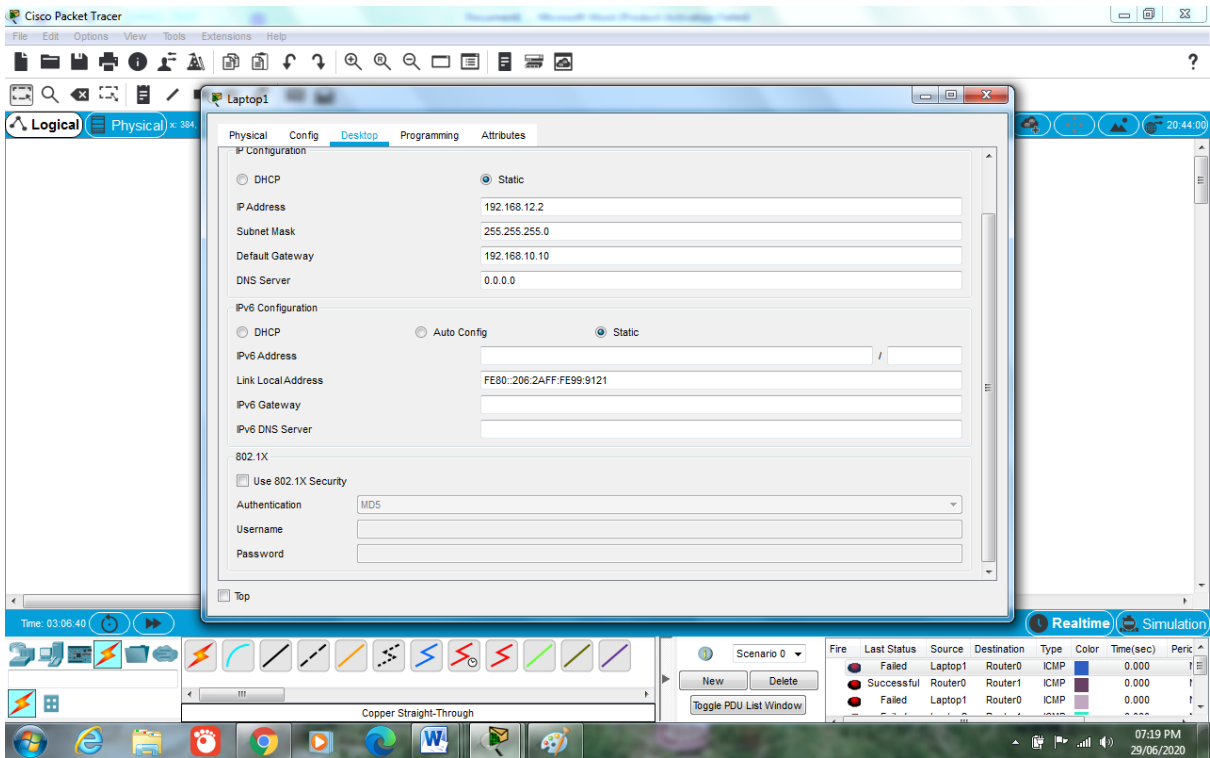 Cisco Packet Tracer
File Edit Options View Tools Extensions Help
?
Laptop1
Logical Physical x: 384, 20:44:00
Physical Config Desktop Programming Attributes
IP Configuration
DHCP Static
IP Address 192.168.12.2
Subnet Mask 255.255.255.0
Default Gateway 192.168.10.10
DNS Server 0.0.0.0
IPv6 Configuration
DHCP Auto Config Static
IPv6 Address /
Link Local Address FE80::206:2AFF:FE99:9121
IPv6 Gateway
IPv6 DNS Server
802.1X
Use 802.1X Security
Authentication MD5
Username
Password
Top
Time: 03:06:40 Realtime Simulation
Scenario 0
New Delete
Toggle PDU List Window
Fire Last Status Source Destination Type Color Time(sec) Peric
Failed Laptop1 Router0 ICMP 0.000
Successful Router0 Router1 ICMP 0.000
Failed Laptop1 Router0 ICMP 0.000
Copper Straight-Through
07:19 PM
29/06/2020